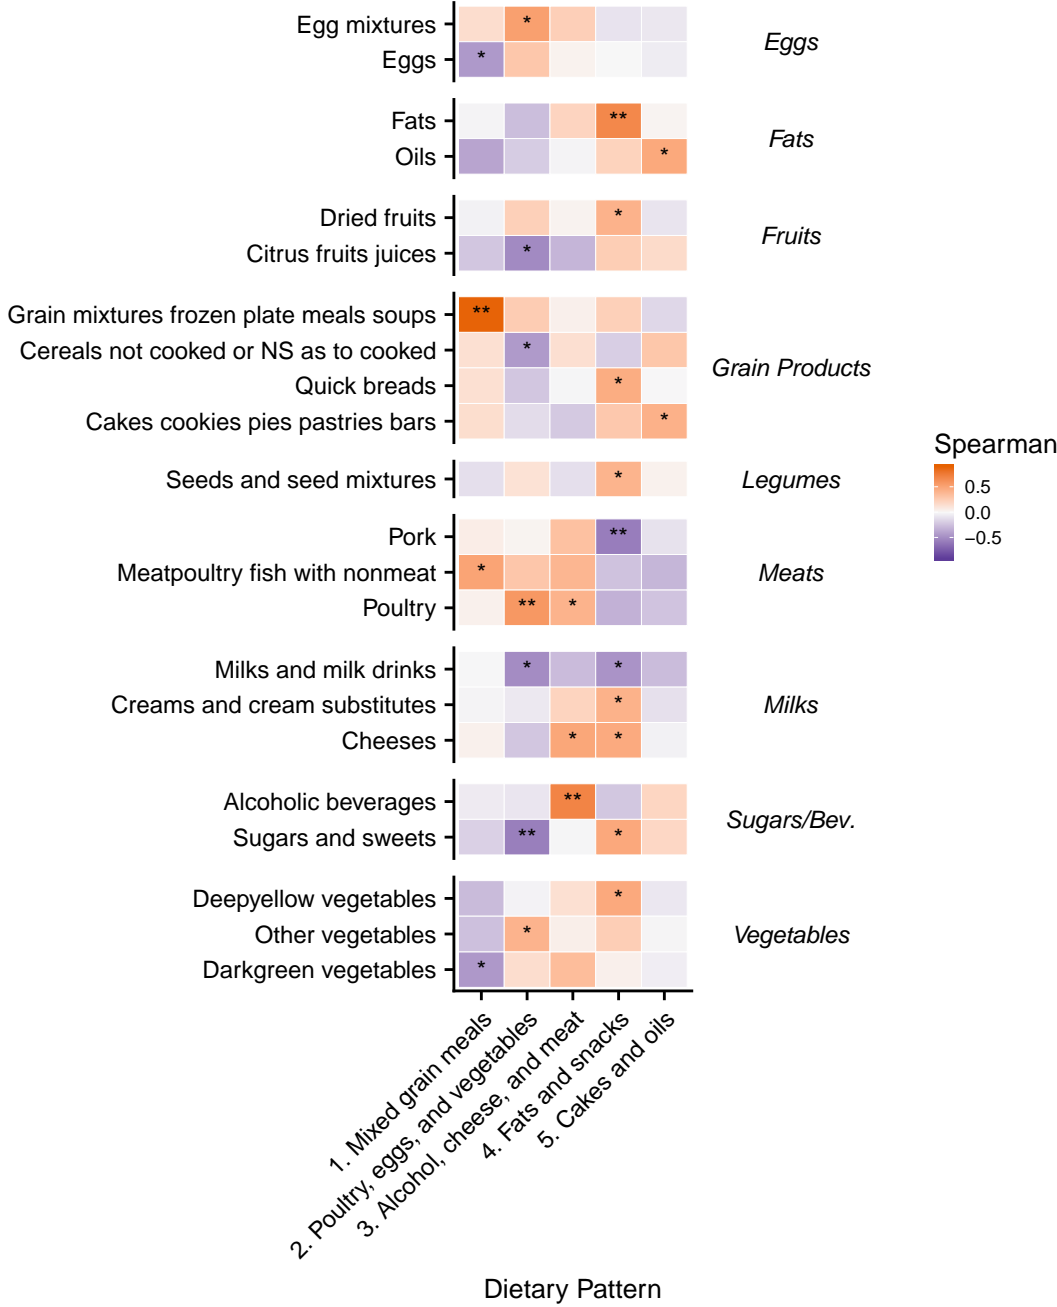 Egg mixtures
*
Eggs
*
Eggs
Fats
**
Oils
*
Fats
Dried fruits
*
Citrus fruits juices
*
Fruits
Grain mixtures frozen plate meals soups
**
Cereals not cooked or NS as to cooked
*
Quick breads
*
Cakes cookies pies pastries bars
*
Grain Products
Seeds and seed mixtures
*
Legumes
Pork
**
Meatpoultry fish with nonmeat
*
Poultry
** *
Meats
Milks and milk drinks
* *
Creams and cream substitutes
*
Cheeses
* *
Milks
Alcoholic beverages
**
Sugars and sweets
** *
Sugars/Bev.
Deepyellow vegetables
*
Other vegetables
*
Darkgreen vegetables
*
Vegetables
1. Mixed grain meals
2. Poultry, eggs, and vegetables
3. Alcohol, cheese, and meat
4. Fats and snacks
5. Cakes and oils
Dietary Pattern
Spearman
0.5
0.0
−0.5